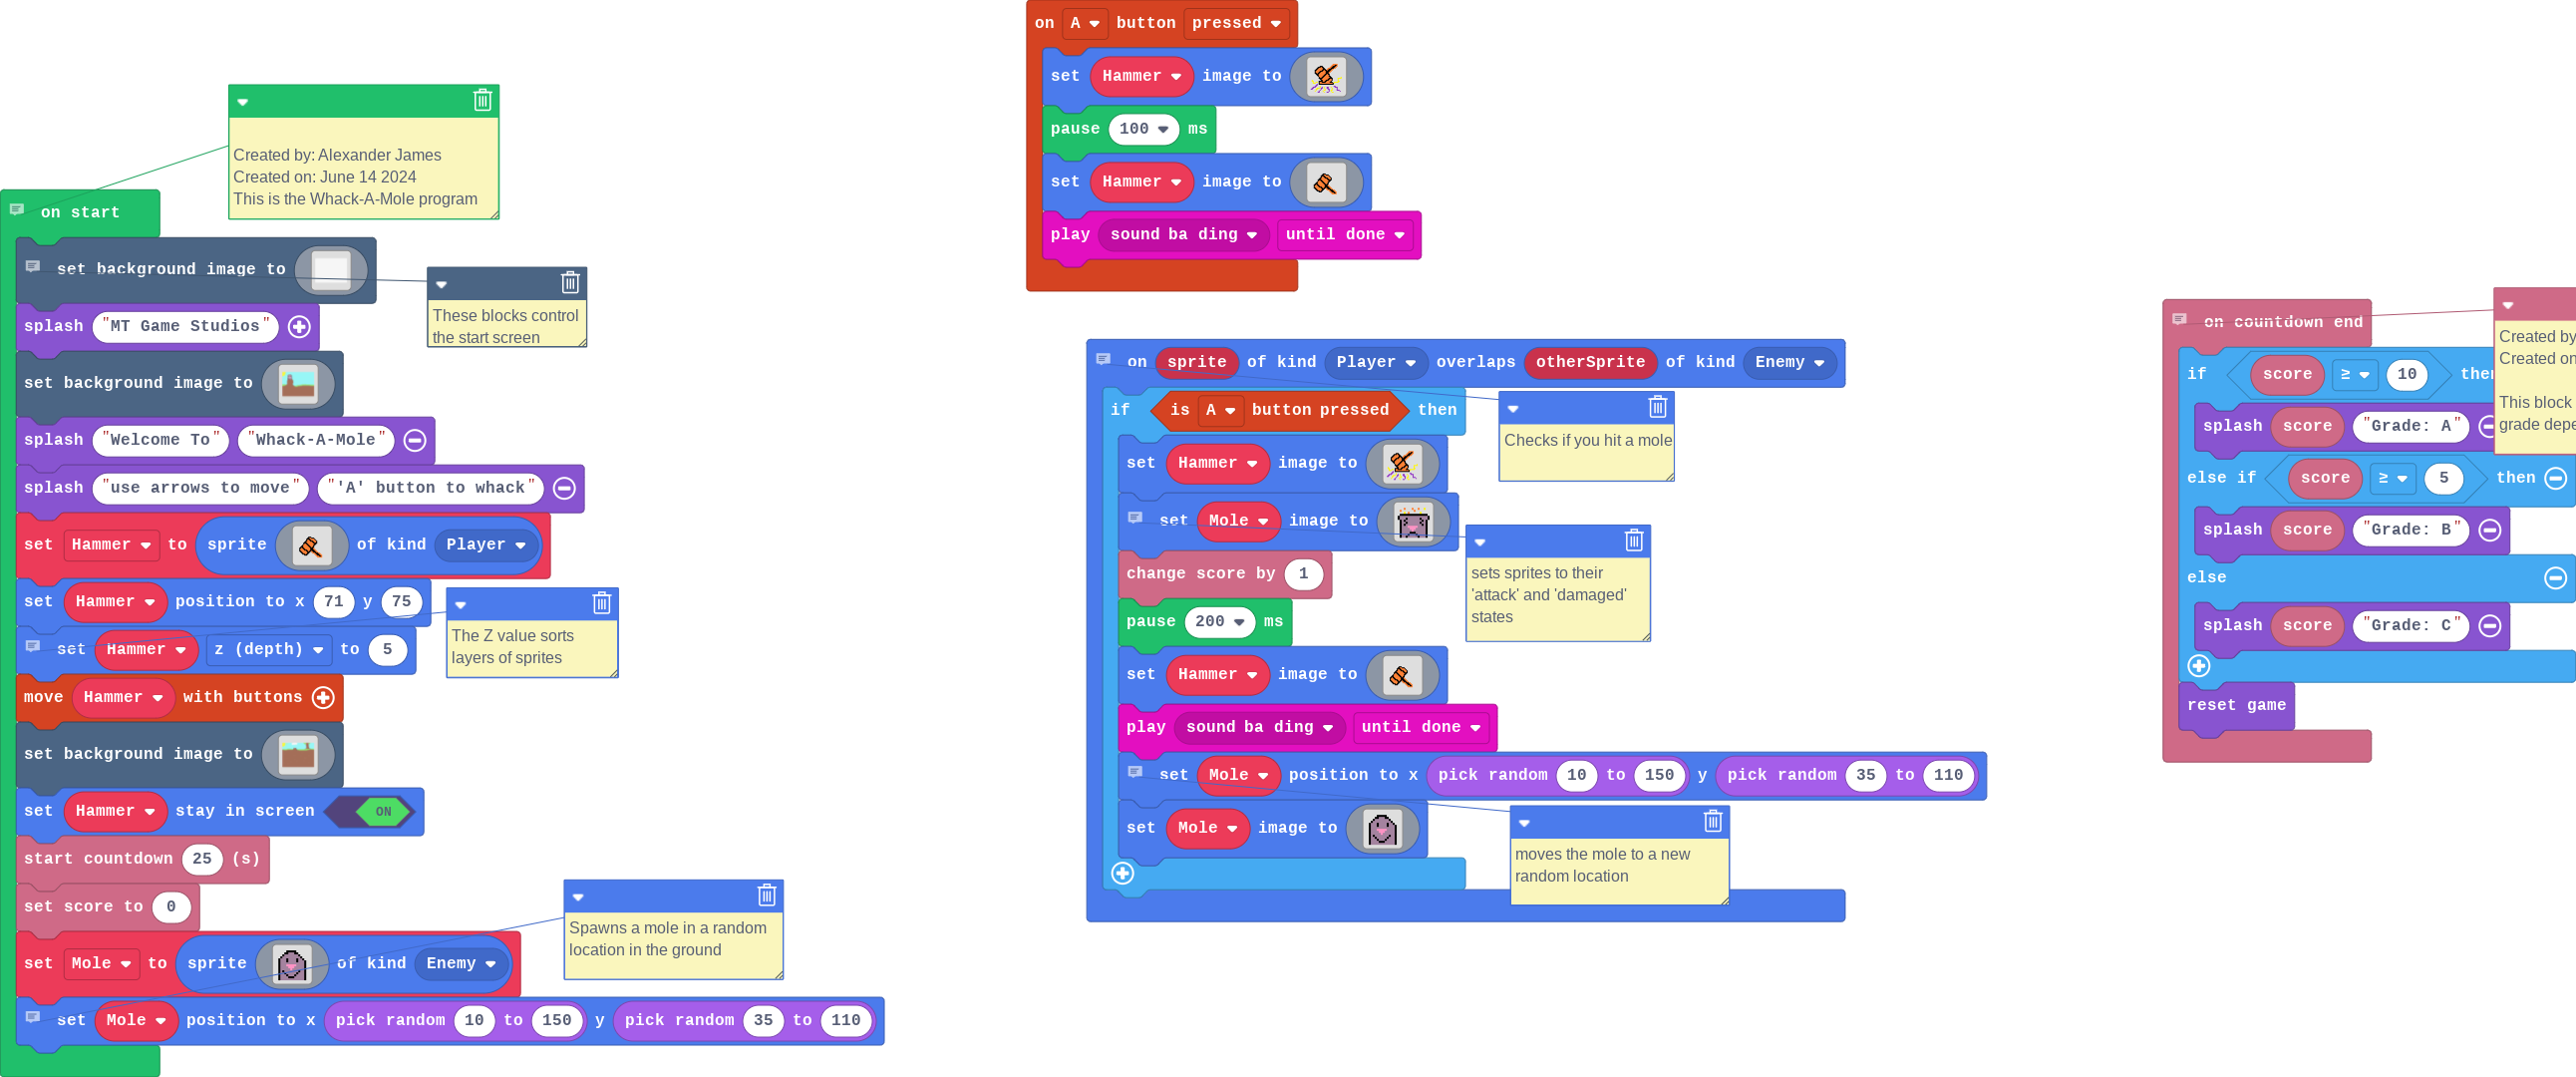 Created by: Alexander James
Created on: June 14 2024
This is the Whack-A-Mole program
on start
set background image to
These blocks control
the start screen
splash "MT Game Studios"
set background image to
splash "Welcome To" "Whack-A-Mole"
splash "use arrows to move" "'A' button to whack"
set Hammer to sprite of kind Player
set Hammer position to x 71 y 75
The Z value sorts
layers of sprites
set Hammer z (depth) to 5
move Hammer with buttons
set background image to
set Hammer stay in screen ON
start countdown 25 (s)
set score to 0
Spawns a mole in a random
location in the ground
set Mole to sprite of kind Enemy
set Mole position to x pick random 10 to 150 y pick random 35 to 110
on A button pressed
set Hammer image to
pause 100 ms
set Hammer image to
play sound ba ding until done
on sprite of kind Player overlaps otherSprite of kind Enemy
if is A button pressed then
Checks if you hit a mole
set Hammer image to
set Mole image to
sets sprites to their
'attack' and 'damaged'
states
change score by 1
pause 200 ms
set Hammer image to
play sound ba ding until done
set Mole position to x pick random 10 to 150 y pick random 35 to 110
moves the mole to a new
random location
set Mole image to
on countdown end
Created by
Created on
This block
grade depe
if score ≥ 10 then
splash score "Grade: A"
else if score ≥ 5 then
splash score "Grade: B"
else
splash score "Grade: C"
reset game